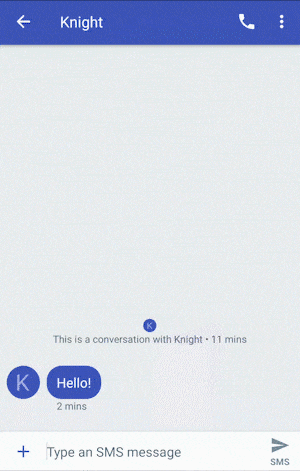 Knight
K
This is a conversation with Knight • 11 mins
K
Hello!
2 mins
Type an SMS message
SMS